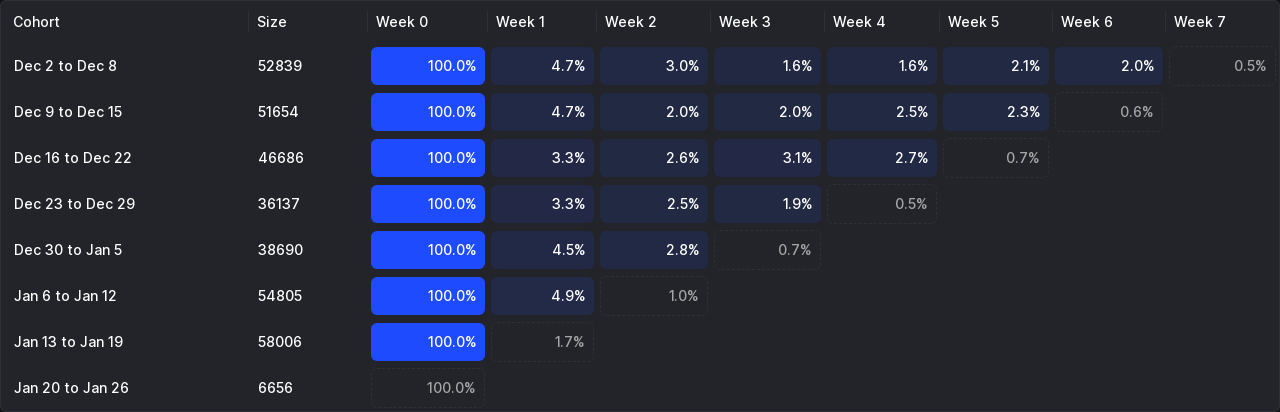 Cohort Size Week 0 Week 1 Week 2 Week 3 Week 4 Week 5 Week 6 Week 7
Dec 2 to Dec 8 52839 100.0% 4.7% 3.0% 1.6% 1.6% 2.1% 2.0% 0.5%
Dec 9 to Dec 15 51654 100.0% 4.7% 2.0% 2.0% 2.5% 2.3% 0.6%
Dec 16 to Dec 22 46686 100.0% 3.3% 2.6% 3.1% 2.7% 0.7%
Dec 23 to Dec 29 36137 100.0% 3.3% 2.5% 1.9% 0.5%
Dec 30 to Jan 5 38690 100.0% 4.5% 2.8% 0.7%
Jan 6 to Jan 12 54805 100.0% 4.9% 1.0%
Jan 13 to Jan 19 58006 100.0% 1.7%
Jan 20 to Jan 26 6656 100.0%